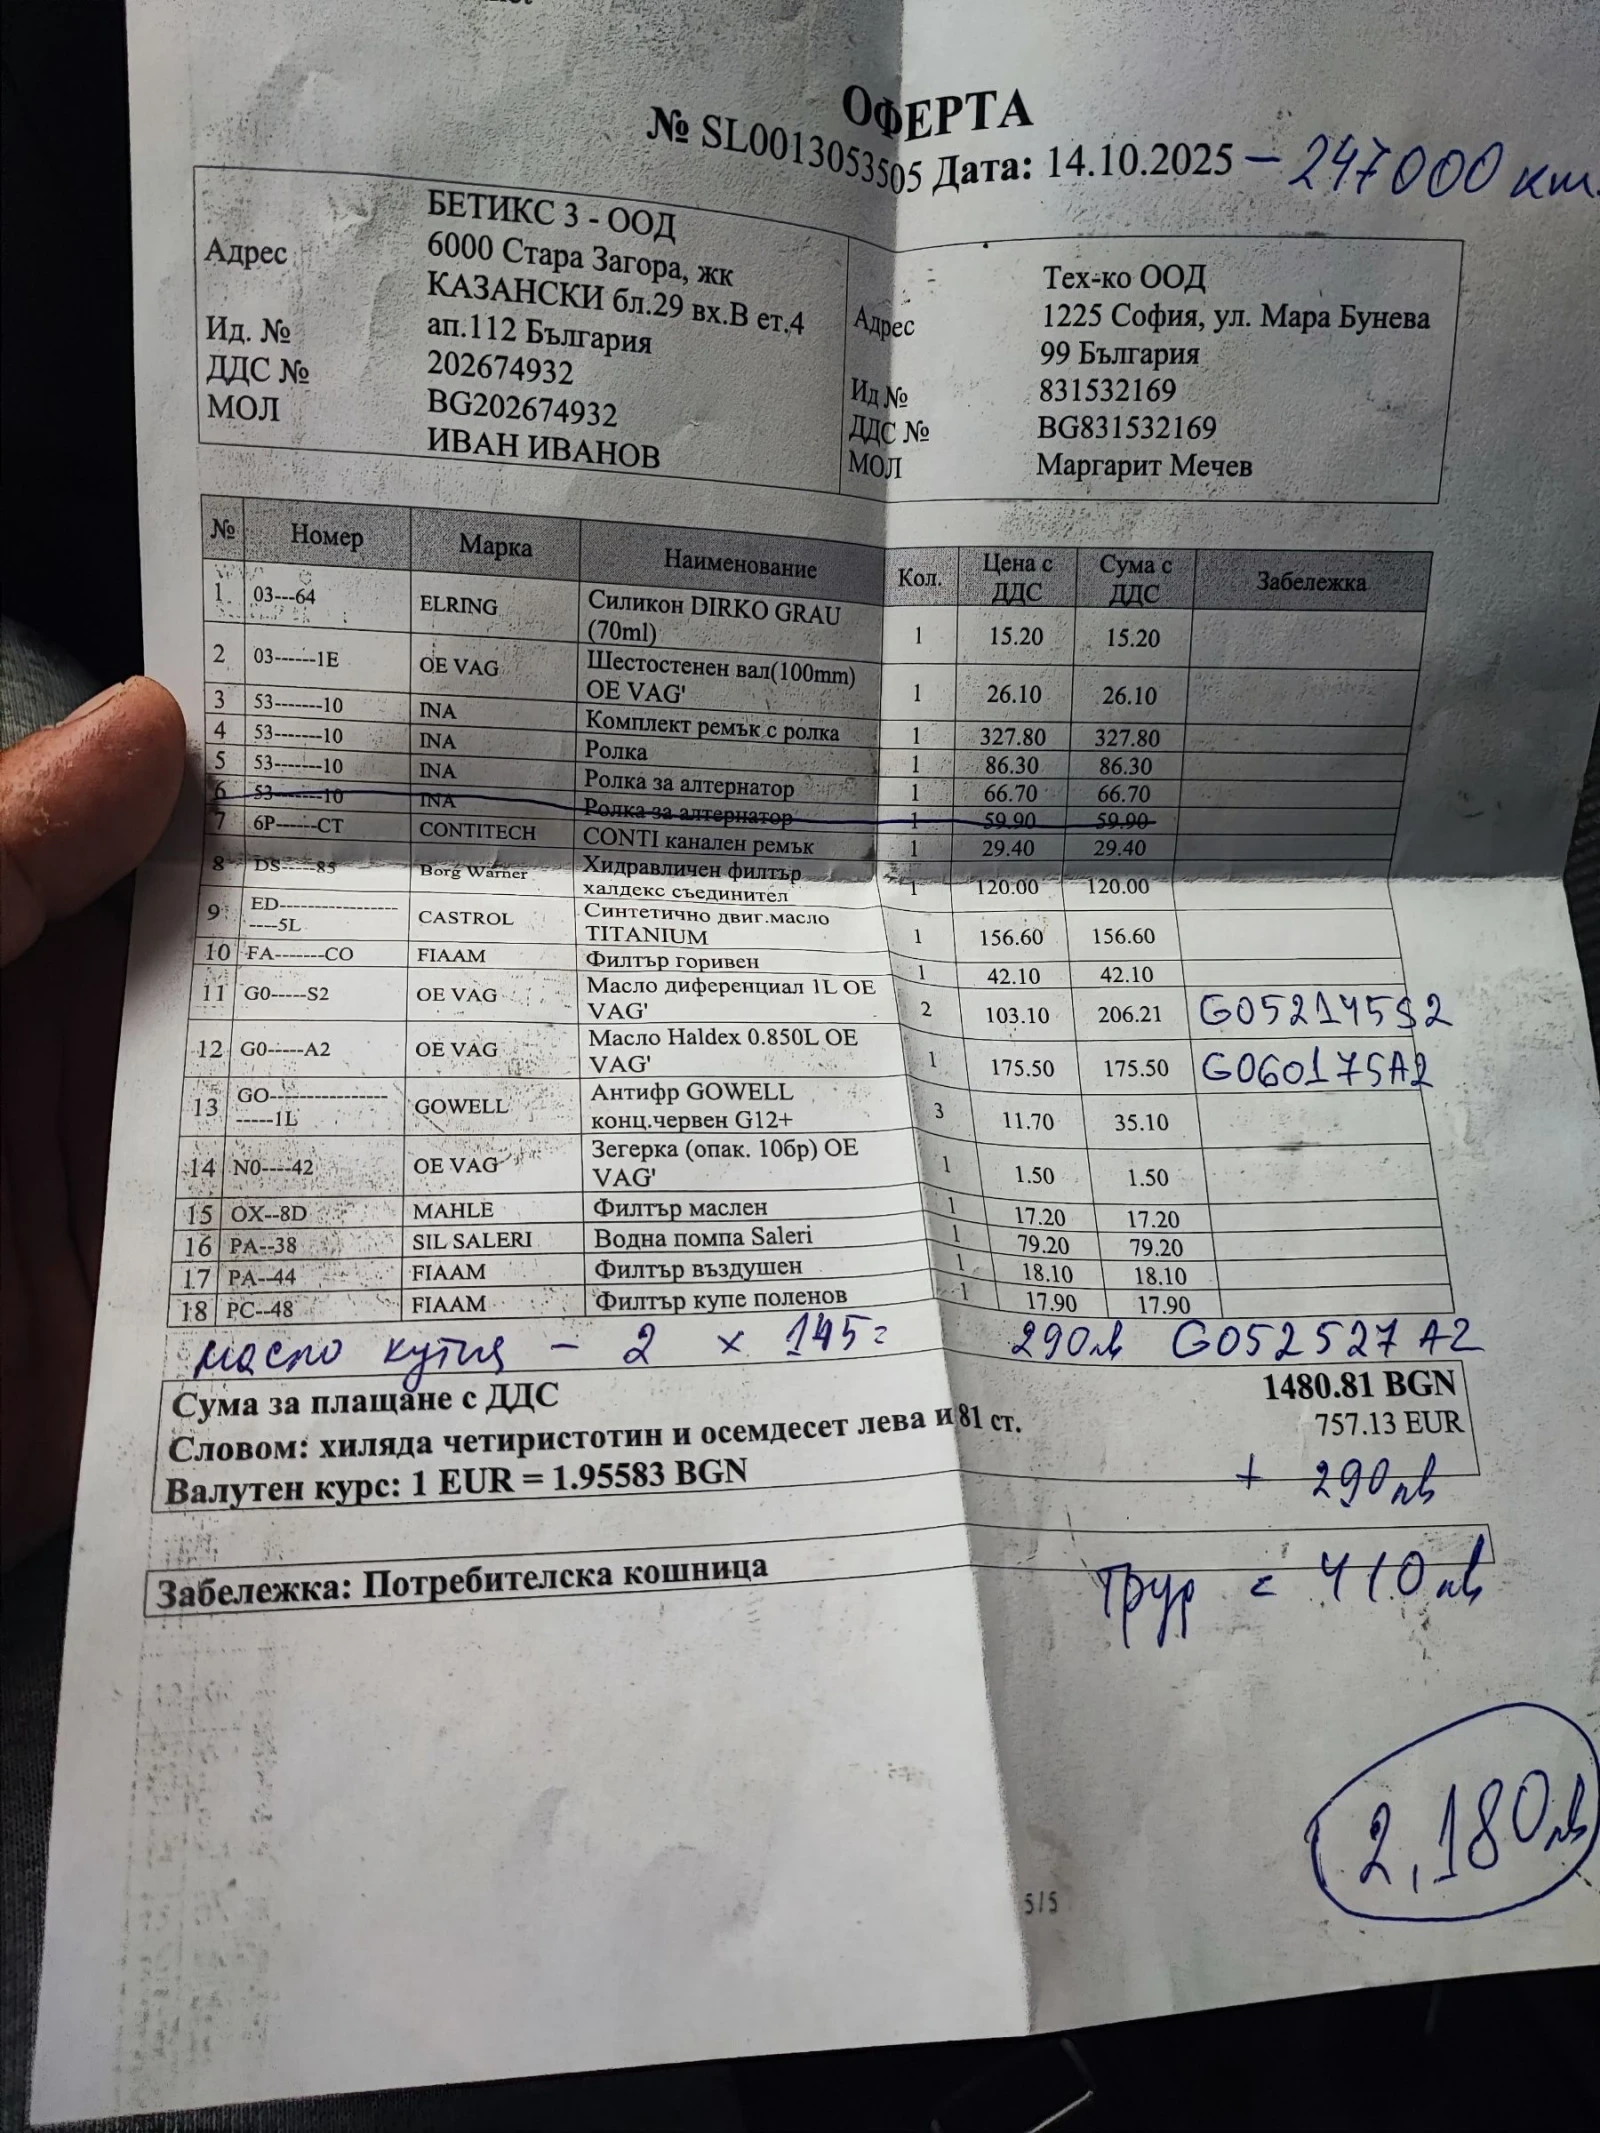 ОФЕРТА
№ SL0013053505 Дата: 14.10.2025 – 247000 км.
БЕТИКС 3 - ООД
Адрес 6000 Стара Загора, жк
КАЗАНСКИ бл.29 вх.В ет.4
ап.112 България
Ид. № 202674932
ДДС № BG202674932
МОЛ ИВАН ИВАНОВ
Тех-ко ООД
Адрес 1225 София, ул. Мара Бунева
99 България
Ид № 831532169
ДДС № BG831532169
МОЛ Маргарит Мечев
№ Номер Марка Наименование Кол. Цена с ДДС Сума с ДДС Забележка
1 03---64 ELRING Силикон DIRKO GRAU (70ml) 1 15.20 15.20
2 03------1E OE VAG Шестостенен вал(100mm) OE VAG' 1 26.10 26.10
3 53-------10 INA Комплект ремък с ролка 1 327.80 327.80
4 53-------10 INA Ролка 1 86.30 86.30
5 53-------10 INA Ролка за алтернатор 1 66.70 66.70
6 53-------10 INA Ролка за алтернатор 1 59.90 59.90
7 6P------CT CONTITECH CONTI канален ремък 1 29.40 29.40
8 DS-----85 Borg Warner Хидравличен филтър халдекс съединител 1 120.00 120.00
9 ED---------------------5L CASTROL Синтетично двиг.масло TITANIUM 1 156.60 156.60
10 FA-------CO FIAAM Филтър горивен 1 42.10 42.10
11 G0-----S2 OE VAG Масло диференциал 1L OE VAG' 2 103.10 206.21 G052145S2
12 G0-----A2 OE VAG Масло Haldex 0.850L OE VAG' 1 175.50 175.50 G060175A2
13 GO----------------------1L GOWELL Антифр GOWELL конц.червен G12+ 3 11.70 35.10
14 N0----42 OE VAG Зегерка (опак. 10бр) OE VAG' 1 1.50 1.50
15 OX--8D MAHLE Филтър маслен 1 17.20 17.20
16 PA--38 SIL SALERI Водна помпа Saleri 1 79.20 79.20
17 PA--44 FIAAM Филтър въздушен 1 18.10 18.10
18 PC--48 FIAAM Филтър купе поленов 1 17.90 17.90
масло кутия – 2 x 145 = 290лв G052527A2
Сума за плащане с ДДС 1480.81 BGN
757.13 EUR
Словом: хиляда четиристотин и осемдесет лева и 81 ст.
Валутен курс: 1 EUR = 1.95583 BGN
+ 290лв
Забележка: Потребителска кошница
труд = 410лв
2,180лв
5/5